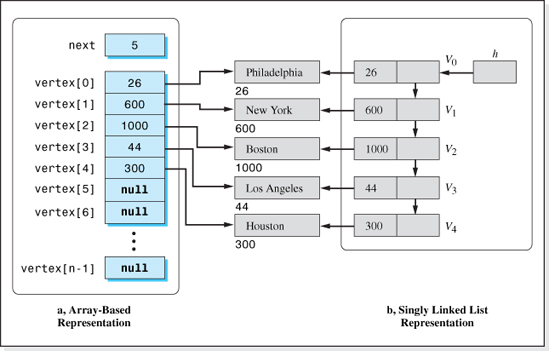 next 5
vertex[0] 26
vertex[1] 600
vertex[2] 1000
vertex[3] 44
vertex[4] 300
vertex[5] null
vertex[6] null
vertex[n-1] null
a, Array-Based
Representation
Philadelphia
26
New York
600
Boston
1000
Los Angeles
44
Houston
300
h
26 V0
600 V1
1000 V2
44 V3
300 V4
b, Singly Linked List
Representation